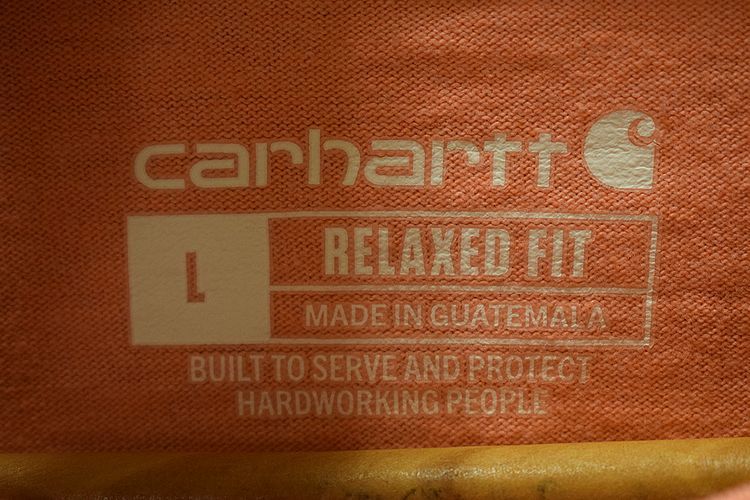 carhartt
L
RELAXED FIT
MADE IN GUATEMALA
BUILT TO SERVE AND PROTECT
HARDWORKING PEOPLE